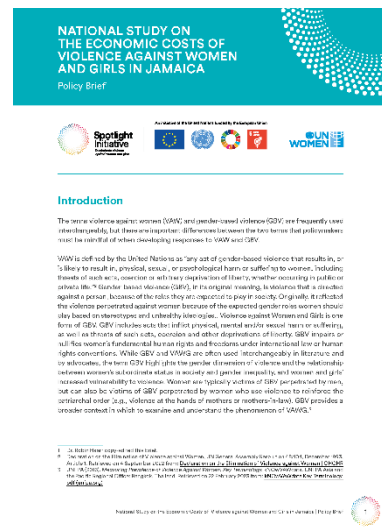 NATIONAL STUDY ON
THE ECONOMIC COSTS OF
VIOLENCE AGAINST WOMEN
AND GIRLS IN JAMAICA
Policy Brief
Spotlight
Initiative
UN
WOMEN
Introduction
The terms violence against women (VAW) and gender-based violence (GBV) are frequently used
interchangeably, but there are important differences between the two terms that policymakers
must be mindful of when developing responses to VAW and GBV.
VAW is defined by the United Nations as "any act of gender-based violence that results in, or
is likely to result in, physical, sexual, or psychological harm or suffering to women, including
threats of such acts, coercion or arbitrary deprivation of liberty, whether occurring in public or
private life." Gender-based Violence (GBV), in its original meaning, is violence that is directed
against a person, because of the roles they are expected to play in society. Originally, it reflected
the violence perpetrated against women because of the expected gender roles women should
play based on stereotypes and unhealthy ideologies. Violence against Women and Girls is one
form of GBV. GBV includes acts that inflict physical, mental and/or sexual harm or suffering,
as well as threats of such acts, coercion and other deprivations of liberty. GBV impairs or
nullifies women's fundamental human rights and freedoms under international law or human
rights conventions. While GBV and VAWG are often used interchangeably in literature and
by advocates, the term GBV highlights the gender dimension of violence and the relationship
between women's subordinate status in society and gender inequality, and women and girls'
increased vulnerability to violence. Women are typically victims of GBV perpetrated by men,
but can also be victims of GBV perpetrated by women who use violence to reinforce the
patriarchal order (e.g., violence at the hands of mothers or mothers-in-law). GBV provides a
broader context in which to examine and understand the phenomenon of VAWG.
National Study on the Economic Costs of Violence against Women and Girls in Jamaica | Policy Brief
1